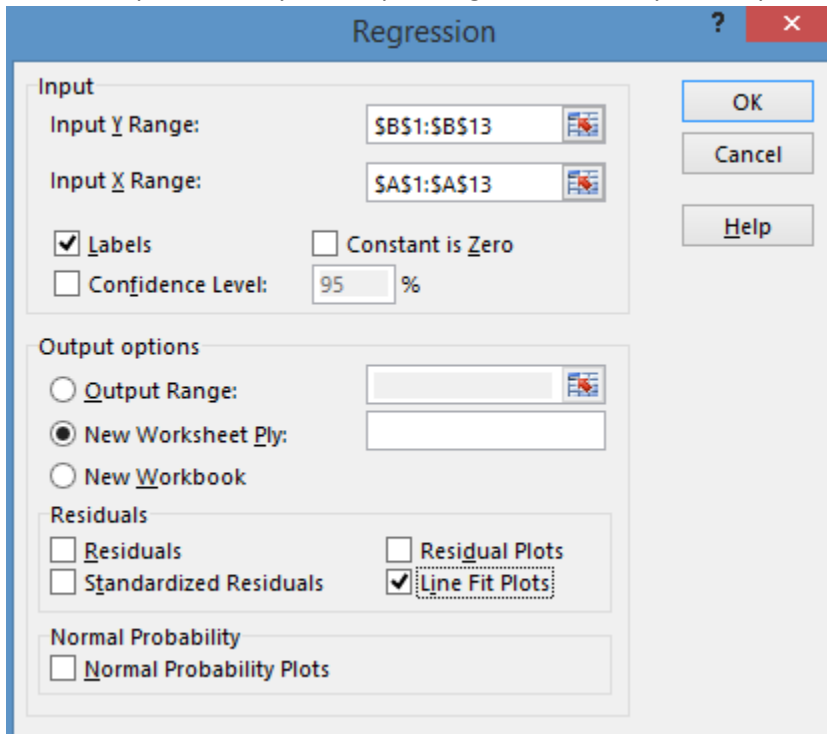 Regression ? ×
Input
Input Y Range: $B$1:$B$13
Input X Range: $A$1:$A$13
Labels Constant is Zero
Confidence Level: 95 %
OK
Cancel
Help
Output options
Output Range:
New Worksheet Ply:
New Workbook
Residuals
Residuals Residual Plots
Standardized Residuals Line Fit Plots
Normal Probability
Normal Probability Plots